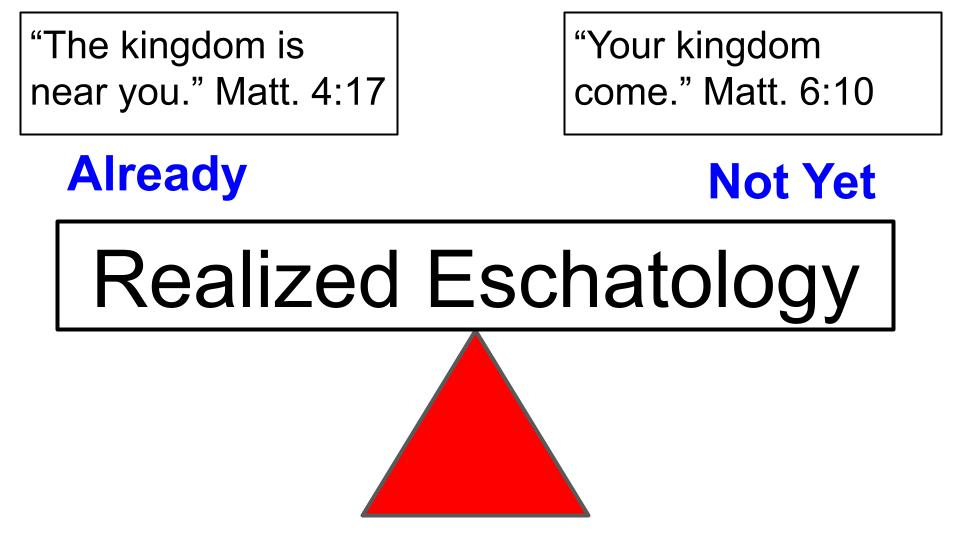 “The kingdom is
near you.” Matt. 4:17
“Your kingdom
come.” Matt. 6:10
Already
Not Yet
Realized Eschatology